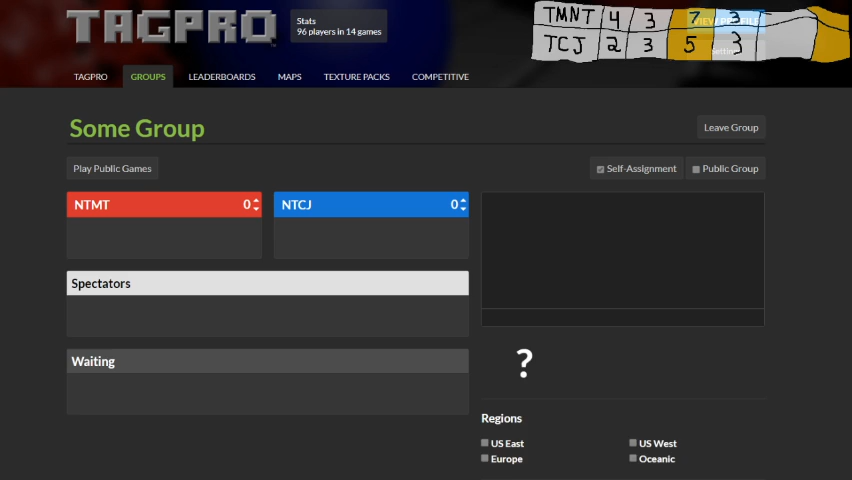 TAGPRO
Stats
96 players in 14 games
TMNT 4 3 7 3
TCJ 2 3 5 3
VIEW PROFILE
TAGPRO GROUPS LEADERBOARDS MAPS TEXTURE PACKS COMPETITIVE
Some Group
Leave Group
Play Public Games
Self-Assignment
Public Group
NTMT 0
NTCJ 0
Spectators
Waiting
?
Regions
US East
US West
Europe
Oceanic